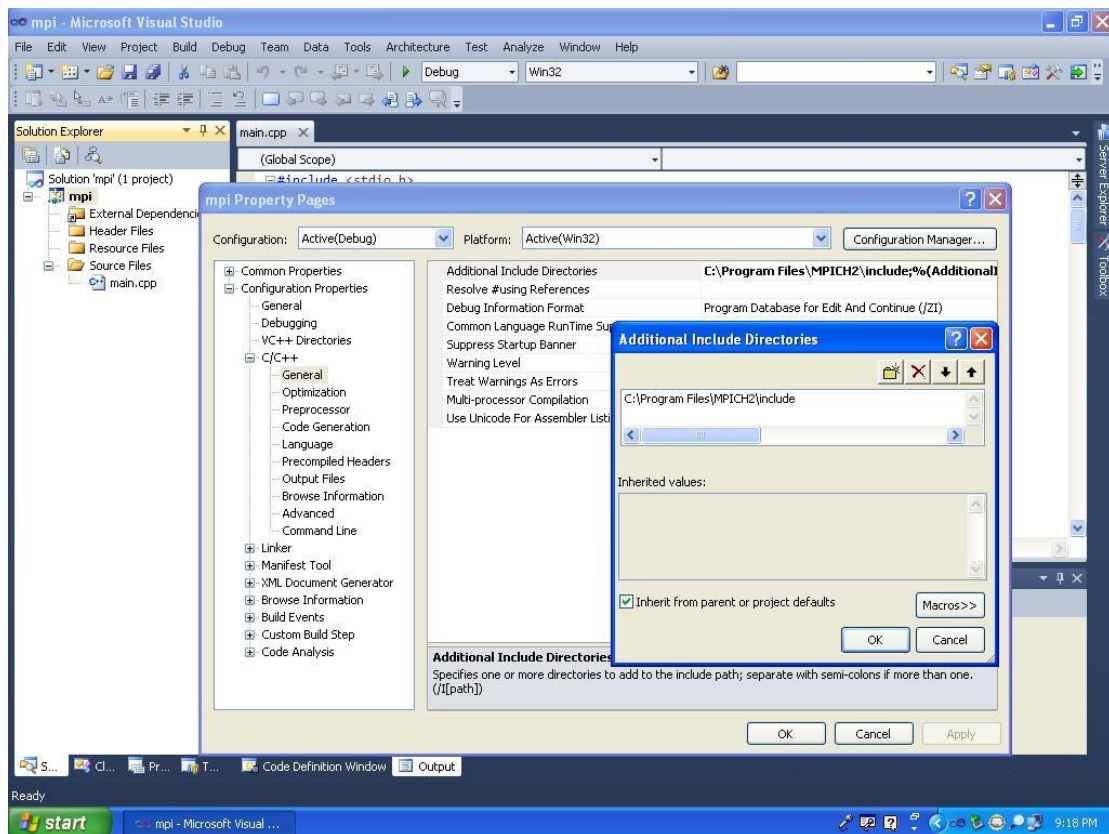 mpi - Microsoft Visual Studio
File Edit View Project Build Debug Team Data Tools Architecture Test Analyze Window Help
Debug Win32
Solution Explorer
main.cpp
(Global Scope)
Server Explorer
Toolbox
Solution 'mpi' (1 project)
#include <stdio.h>
mpi
External Dependenci
Header Files
Resource Files
Source Files
main.cpp
mpi Property Pages
Configuration: Active(Debug) Platform: Active(Win32) Configuration Manager...
Common Properties
Configuration Properties
General
Debugging
VC++ Directories
C/C++
General
Optimization
Preprocessor
Code Generation
Language
Precompiled Headers
Output Files
Browse Information
Advanced
Command Line
Linker
Manifest Tool
XML Document Generator
Browse Information
Build Events
Custom Build Step
Code Analysis
Additional Include Directories C:\Program Files\MPICH2\include;%(AdditionalI
Resolve #using References
Debug Information Format Program Database for Edit And Continue (/ZI)
Common Language RunTime Su
Suppress Startup Banner
Warning Level
Treat Warnings As Errors
Multi-processor Compilation
Use Unicode For Assembler Listi
Additional Include Directories
C:\Program Files\MPICH2\include
Inherited values:
Inherit from parent or project defaults
Macros>>
OK Cancel
Additional Include Directories
Specifies one or more directories to add to the include path; separate with semi-colons if more than one.
(/I[path])
OK Cancel Apply
S... Cl... Pr... T... Code Definition Window Output
Ready
start mpi - Microsoft Visual ... 9:18 PM